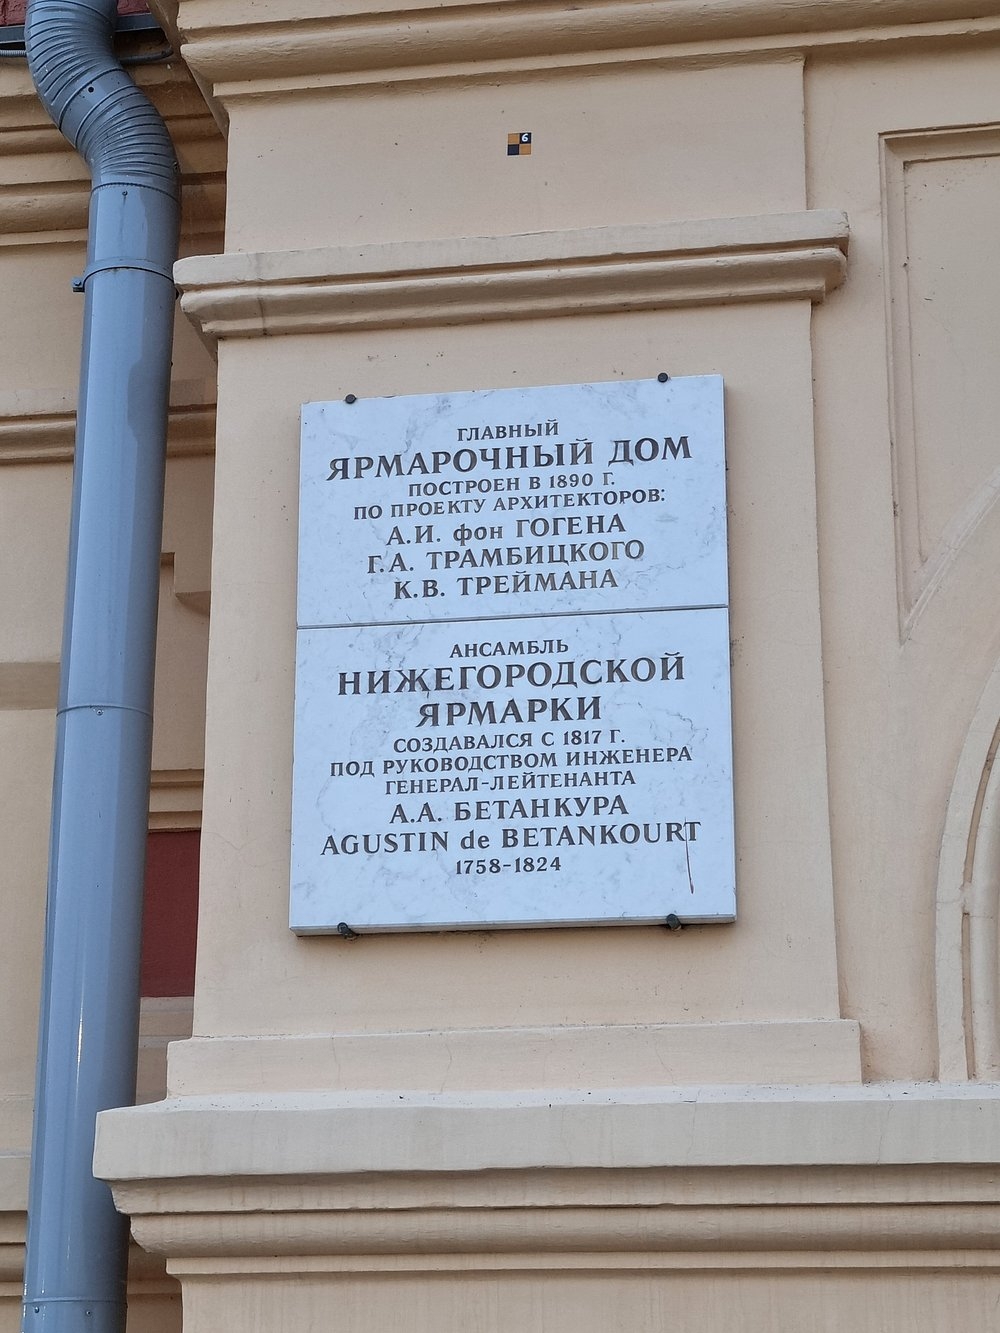 6
ГЛАВНЫЙ
ЯРМАРОЧНЫЙ ДОМ
ПОСТРОЕН В 1890 Г.
ПО ПРОЕКТУ АРХИТЕКТОРОВ:
А.И. фон ГОГЕНА
Г.А. ТРАМБИЦКОГО
К.В. ТРЕЙМАНА
АНСАМБЛЬ
НИЖЕГОРОДСКОЙ
ЯРМАРКИ
СОЗДАВАЛСЯ С 1817 Г.
ПОД РУКОВОДСТВОМ ИНЖЕНЕРА
ГЕНЕРАЛ-ЛЕЙТЕНАНТА
А.А. БЕТАНКУРА
AGUSTIN de BETANKOURT
1758-1824